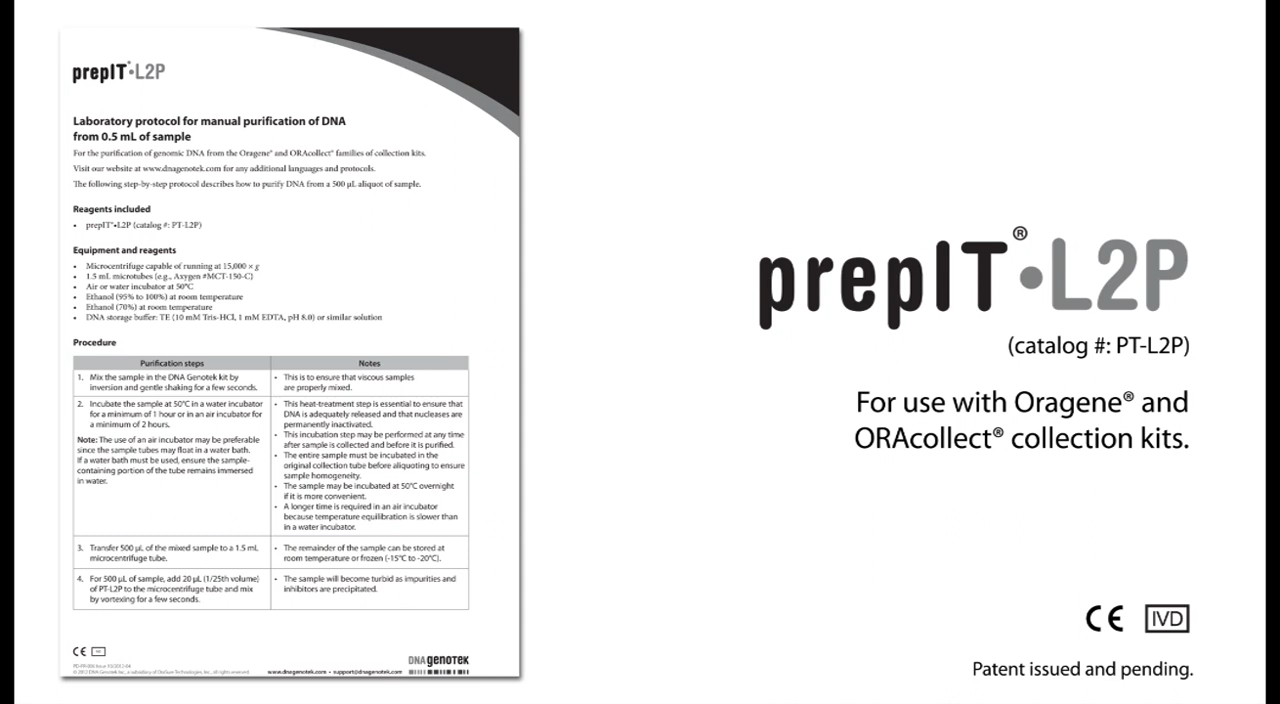 prepIT®•L2P
Laboratory protocol for manual purification of DNA
from 0.5 mL of sample
For the purification of genomic DNA from the Oragene® and ORAcollect® families of collection kits.
Visit our website at www.dnagenotek.com for any additional languages and protocols.
The following step-by-step protocol describes how to purify DNA from a 500 µL aliquot of sample.
Reagents included
• prepIT®•L2P (catalog #: PT-L2P)
Equipment and reagents
• Microcentrifuge capable of running at 15,000 × g
• 1.5 mL microtubes (e.g., Axygen #MCT-150-C)
• Air or water incubator at 50°C
• Ethanol (95% to 100%) at room temperature
• Ethanol (70%) at room temperature
• DNA storage buffer: TE (10 mM Tris-HCl, 1 mM EDTA, pH 8.0) or similar solution
Procedure
Purification steps
Notes
1. Mix the sample in the DNA Genotek kit by
inversion and gentle shaking for a few seconds.
• This is to ensure that viscous samples
are properly mixed.
2. Incubate the sample at 50°C in a water incubator
for a minimum of 1 hour or in an air incubator for
a minimum of 2 hours.
Note: The use of an air incubator may be preferable
since the sample tubes may float in a water bath.
If a water bath must be used, ensure the sample-
containing portion of the tube remains immersed
in water.
• This heat-treatment step is essential to ensure that
DNA is adequately released and that nucleases are
permanently inactivated.
• This incubation step may be performed at any time
after sample is collected and before it is purified.
• The entire sample must be incubated in the
original collection tube before aliquoting to ensure
sample homogeneity.
• The sample may be incubated at 50°C overnight
if it is more convenient.
• A longer time is required in an air incubator
because temperature equilibration is slower than
in a water incubator.
3. Transfer 500 µL of the mixed sample to a 1.5 mL
microcentrifuge tube.
• The remainder of the sample can be stored at
room temperature or frozen (-15°C to -20°C).
4. For 500 µL of sample, add 20 µL (1/25th volume)
of PT-L2P to the microcentrifuge tube and mix
by vortexing for a few seconds.
• The sample will become turbid as impurities and
inhibitors are precipitated.
CE
DNA genotek
www.dnagenotek.com • support@dnagenotek.com
prepIT®•L2P
(catalog #: PT-L2P)
For use with Oragene® and
ORAcollect® collection kits.
CE IVD
Patent issued and pending.